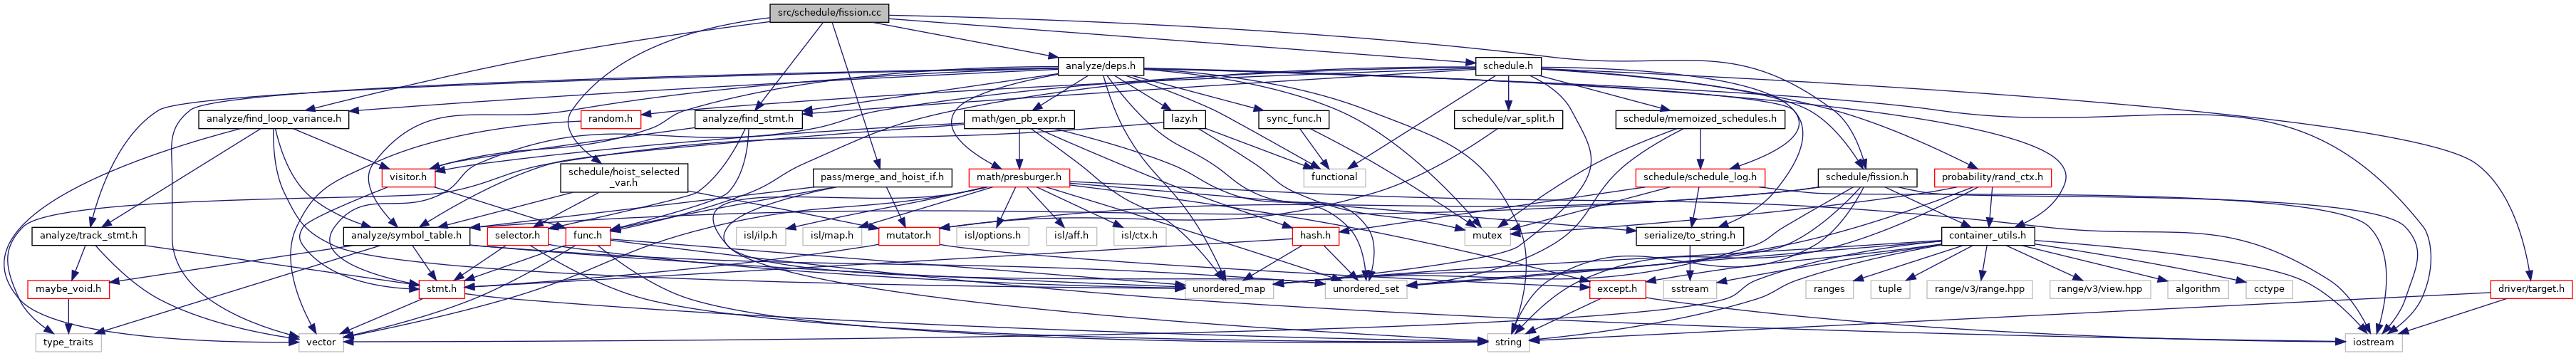 src/schedule/fission.cc
analyze/deps.h
schedule.h
analyze/find_loop_variance.h
random.h
analyze/find_stmt.h
math/gen_pb_expr.h
lazy.h
sync_func.h
schedule/var_split.h
schedule/memoized_schedules.h
visitor.h
schedule/hoist_selected
_var.h
pass/merge_and_hoist_if.h
math/presburger.h
functional
schedule/schedule_log.h
schedule/fission.h
probability/rand_ctx.h
analyze/track_stmt.h
analyze/symbol_table.h
selector.h
func.h
isl/ilp.h
isl/map.h
mutator.h
isl/options.h
isl/aff.h
isl/ctx.h
hash.h
mutex
serialize/to_string.h
container_utils.h
maybe_void.h
stmt.h
unordered_map
unordered_set
except.h
sstream
ranges
tuple
range/v3/range.hpp
range/v3/view.hpp
algorithm
cctype
driver/target.h
type_traits
vector
string
iostream